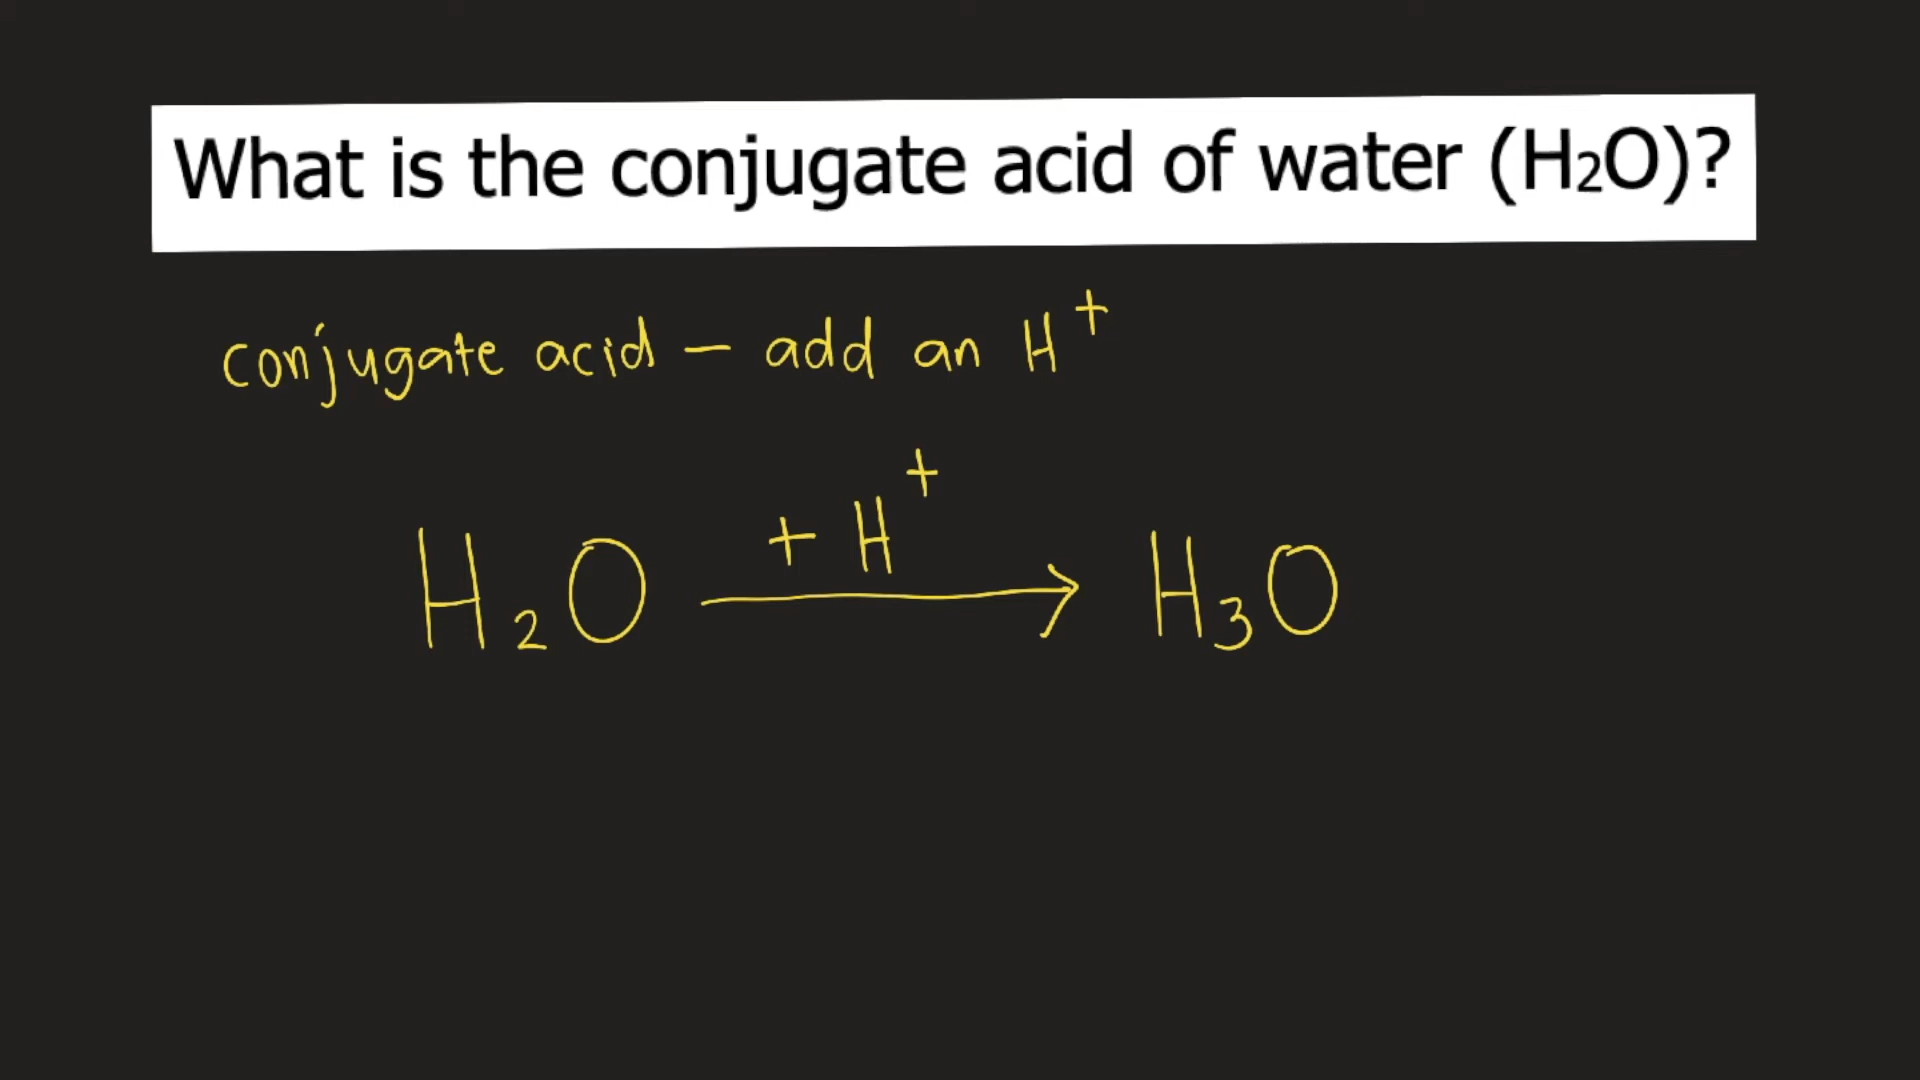 What is the conjugate acid of water (H₂O)?
conjugate acid – add an H⁺
+ H⁺
H₂O ⟶ H₃O